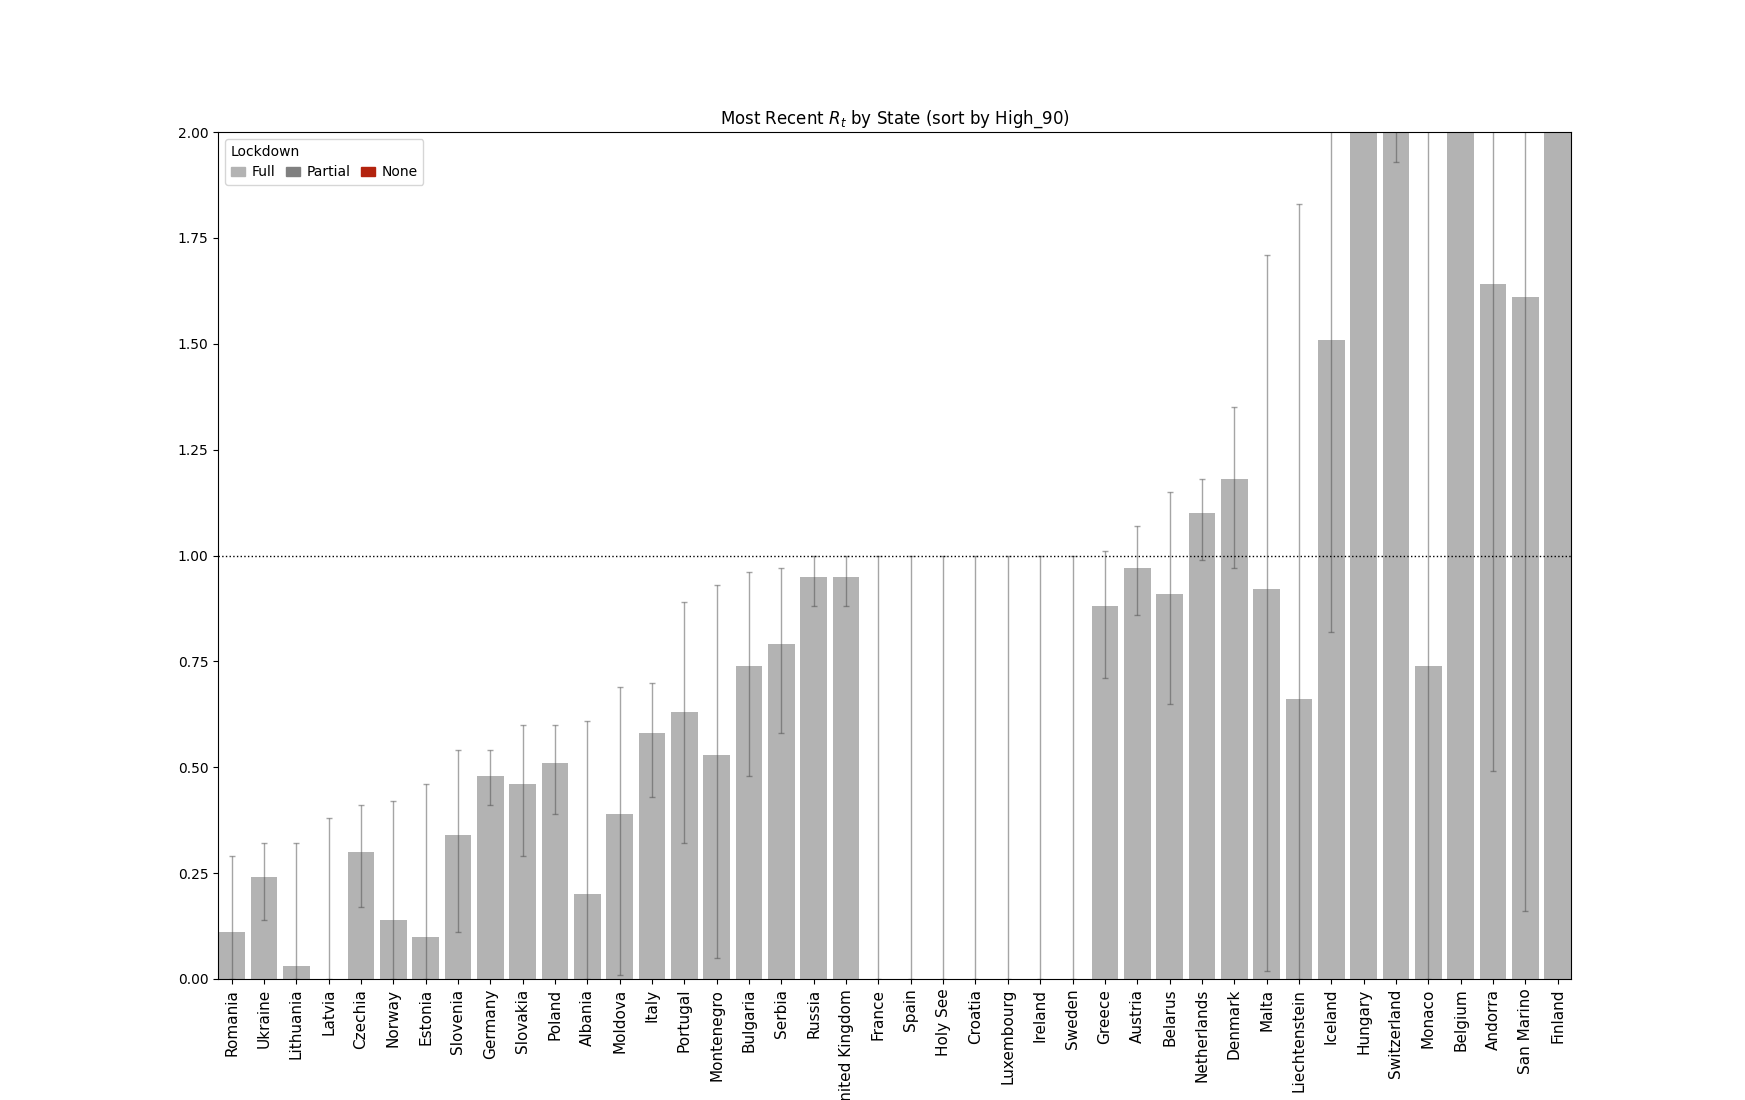 Most Recent R_t by State (sort by High_90)
Lockdown
Full Partial None
2.00
1.75
1.50
1.25
1.00
0.75
0.50
0.25
0.00
Romania
Ukraine
Lithuania
Latvia
Czechia
Norway
Estonia
Slovenia
Germany
Slovakia
Poland
Albania
Moldova
Italy
Portugal
Montenegro
Bulgaria
Serbia
Russia
nited Kingdom
France
Spain
Holy See
Croatia
Luxembourg
Ireland
Sweden
Greece
Austria
Belarus
Netherlands
Denmark
Malta
Liechtenstein
Iceland
Hungary
Switzerland
Monaco
Belgium
Andorra
San Marino
Finland